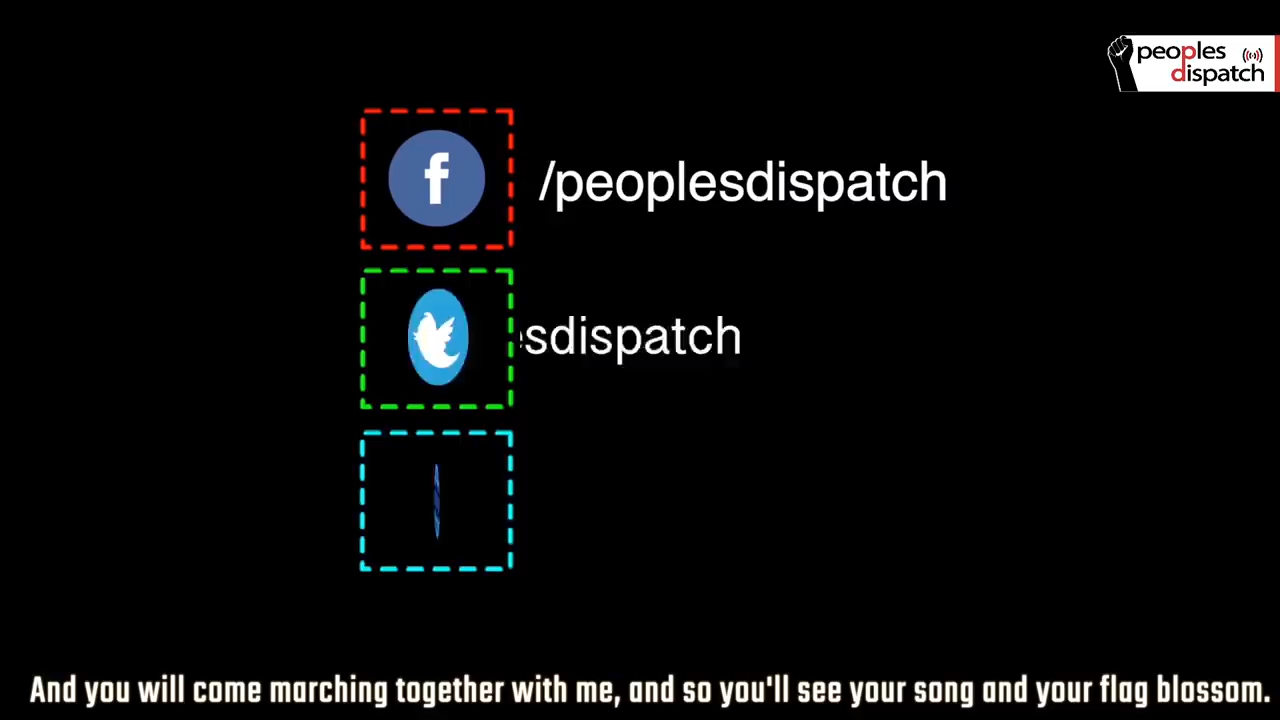 peoples
dispatch
/peoplesdispatch
sdispatch
And you will come marching together with me, and so you'll see your song and your flag blossom.